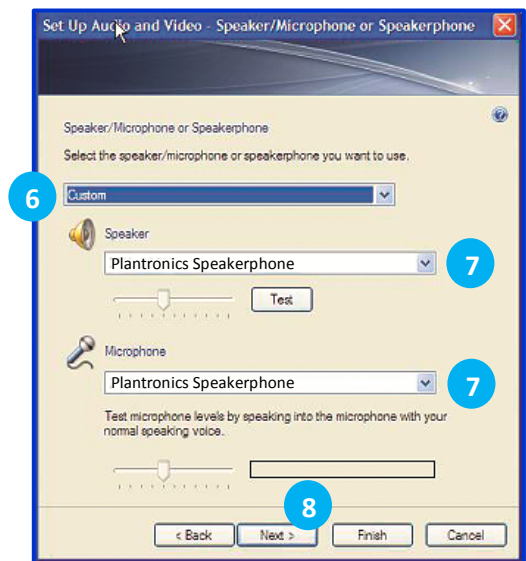 Set Up Audio and Video - Speaker/Microphone or Speakerphone
Speaker/Microphone or Speakerphone
Select the speaker/microphone or speakerphone you want to use.
6
Custom
Speaker
Plantronics Speakerphone
7
Test
Microphone
Plantronics Speakerphone
7
Test microphone levels by speaking into the microphone with your
normal speaking voice.
8
< Back
Next >
Finish
Cancel